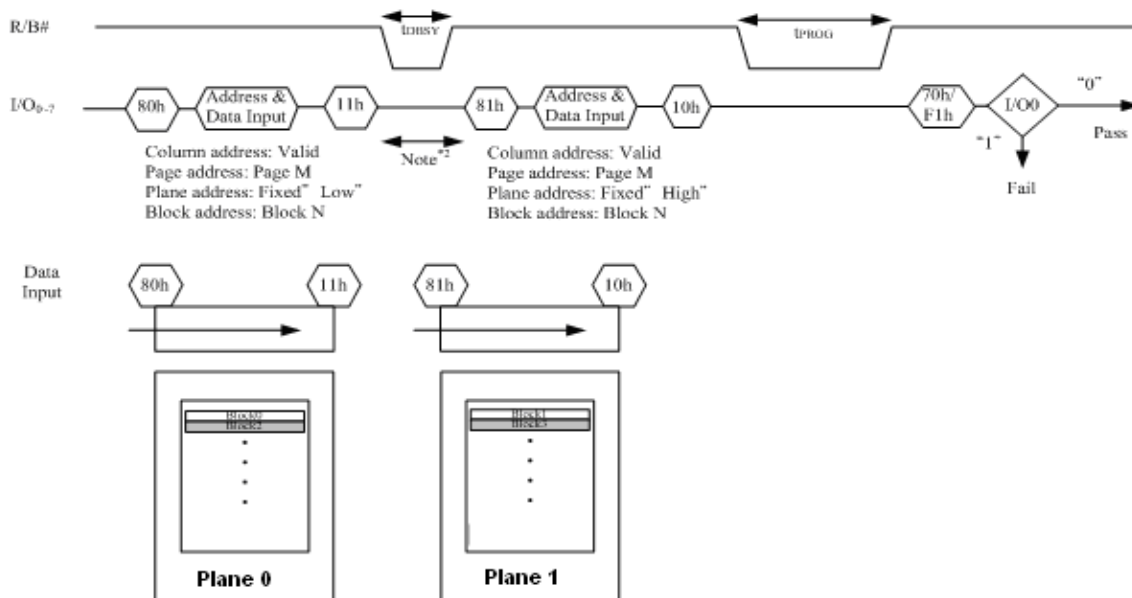 R/B#
tDBSY
tPROG
I/O0-7
80h
Address &
Data Input
11h
81h
Address &
Data Input
10h
70h/
F1h
I/O0
"0"
Pass
"1"
Fail
Note*2
Column address: Valid
Page address: Page M
Plane address: Fixed" Low"
Block address: Block N
Column address: Valid
Page address: Page M
Plane address: Fixed" High"
Block address: Block N
Data
Input
80h
11h
81h
10h
Block0
Block2
Block1
Block3
Plane 0
Plane 1